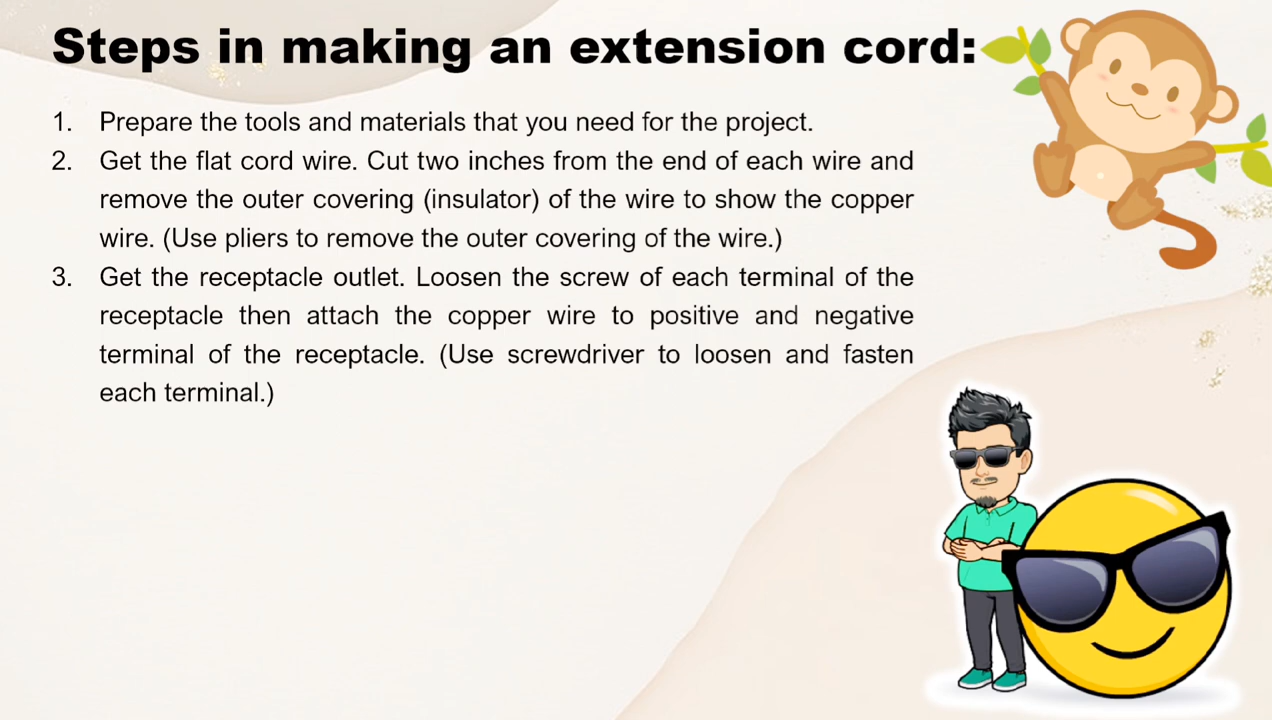 Steps in making an extension cord:
1. Prepare the tools and materials that you need for the project.
2. Get the flat cord wire. Cut two inches from the end of each wire and
remove the outer covering (insulator) of the wire to show the copper
wire. (Use pliers to remove the outer covering of the wire.)
3. Get the receptacle outlet. Loosen the screw of each terminal of the
receptacle then attach the copper wire to positive and negative
terminal of the receptacle. (Use screwdriver to loosen and fasten
each terminal.)